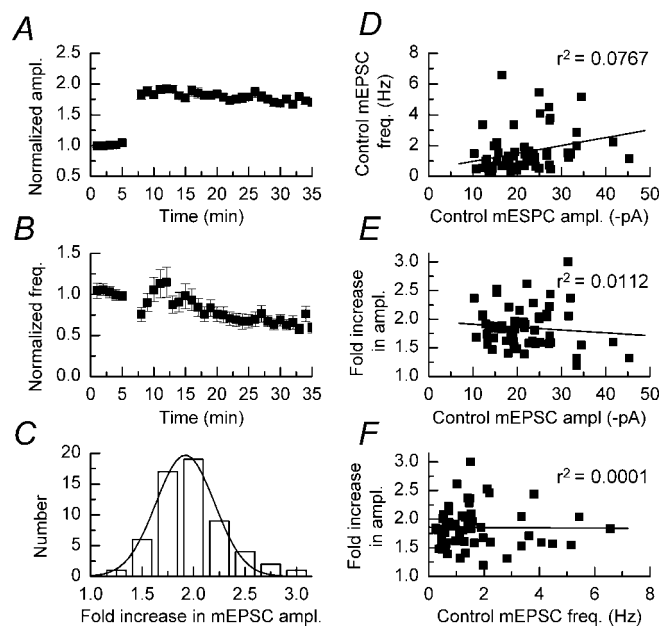 A
Normalized ampl.
2.5
2.0
1.5
1.0
0.5
0 5 10 15 20 25 30 35
Time (min)
B
Normalized freq.
1.5
1.0
0.5
0.0
0 5 10 15 20 25 30 35
Time (min)
C
Number
20
10
0
1.0 1.5 2.0 2.5 3.0
Fold increase in mEPSC ampl.
D
Control mEPSC
freq. (Hz)
8
6
4
2
0
r² = 0.0767
0 10 20 30 40 50
Control mESPC ampl. (-pA)
E
Fold increase
in ampl.
3.0
2.5
2.0
1.5
1.0
r² = 0.0112
0 10 20 30 40 50
Control mEPSC ampl (-pA)
F
Fold increase
in ampl.
3.0
2.5
2.0
1.5
1.0
r² = 0.0001
0 2 4 6 8
Control mEPSC freq. (Hz)